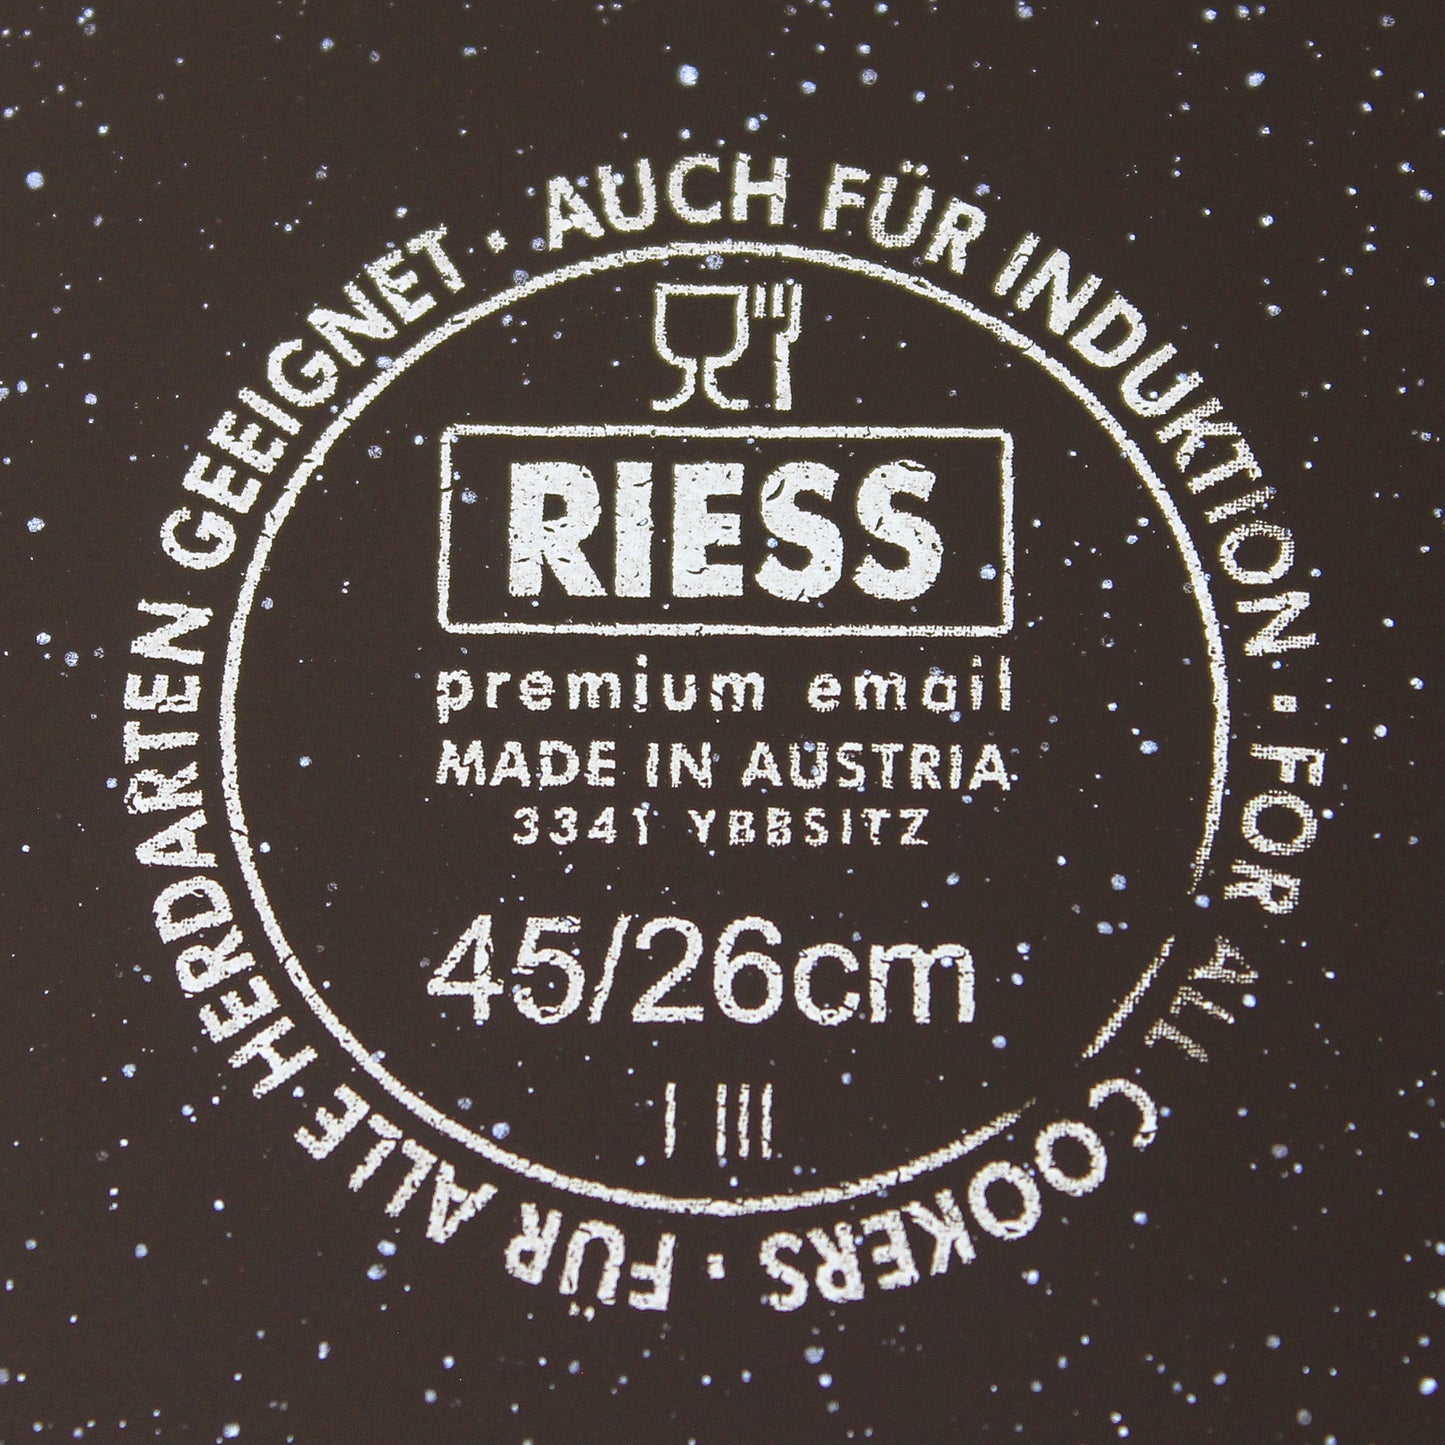 FÜR ALLE HERDARTEN GEEIGNET · AUCH FÜR INDUKTION · FOR ALL COOKERS ·
RIESS
premium email
MADE IN AUSTRIA
3341 YBBSITZ
45/26cm
I III